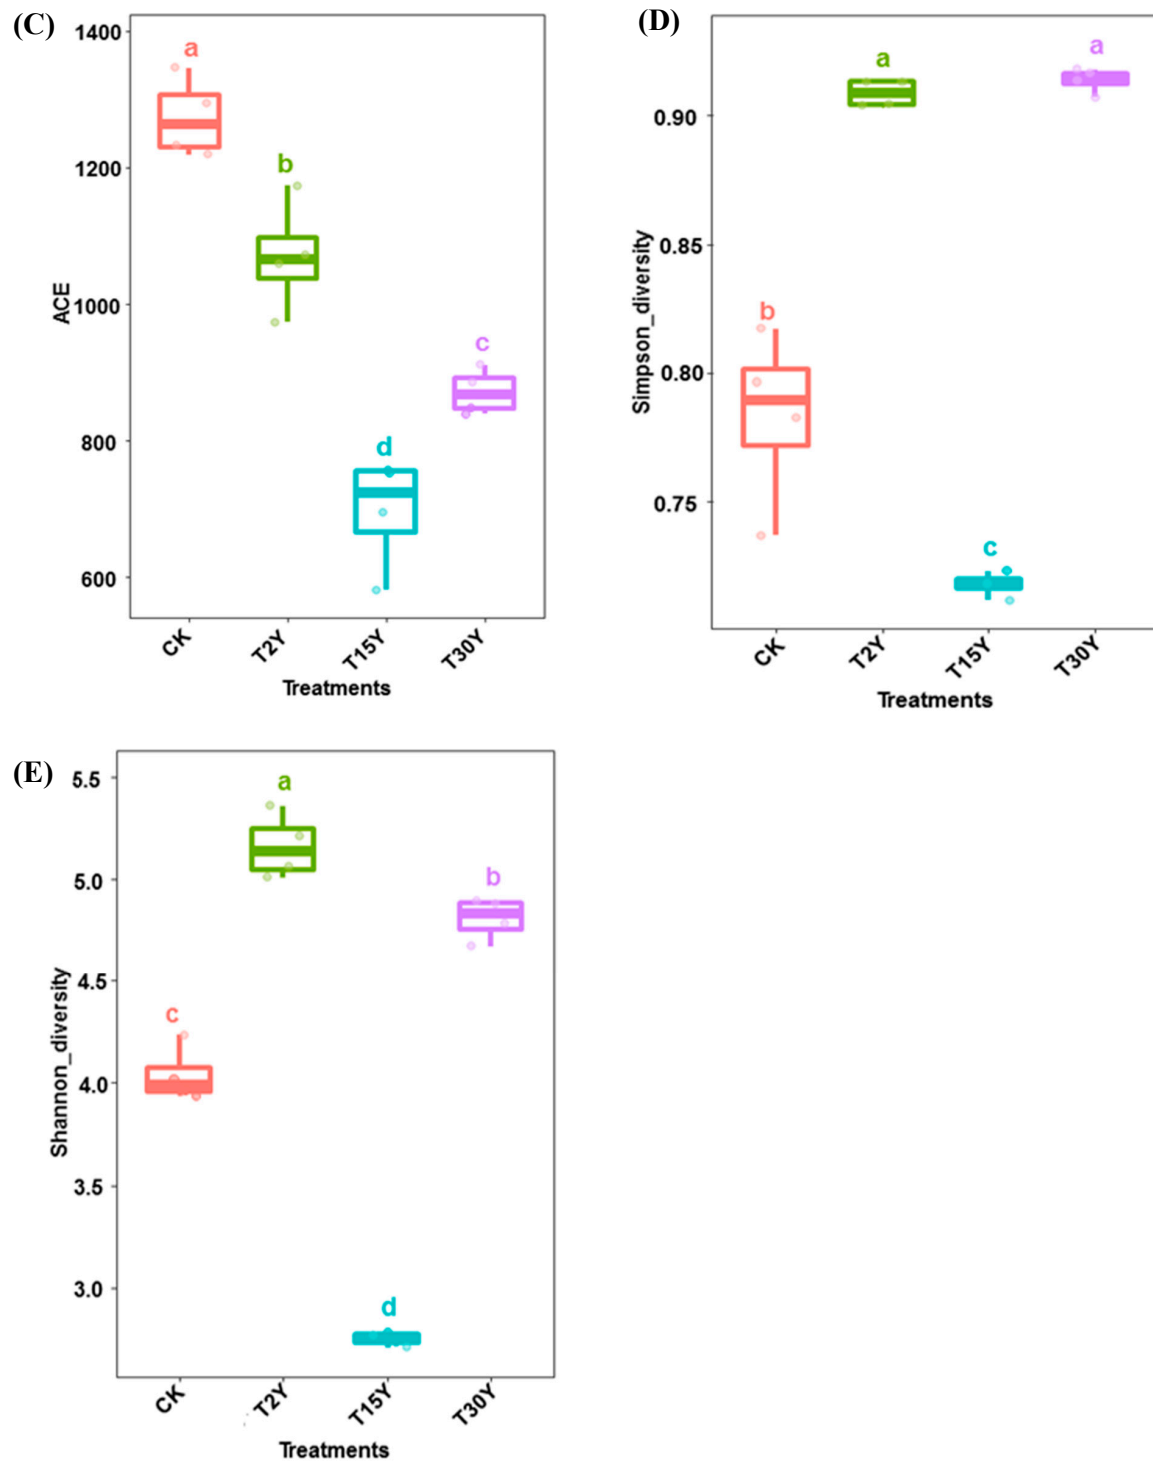 (C)
ACE
1400
1200
1000
800
600
a
b
d
c
CK
T2Y
T15Y
T30Y
Treatments
(D)
Simpson_diversity
0.90
0.85
0.80
0.75
b
a
c
a
CK
T2Y
T15Y
T30Y
Treatments
(E)
Shannon_diversity
5.5
5.0
4.5
4.0
3.5
3.0
c
a
d
b
CK
T2Y
T15Y
T30Y
Treatments